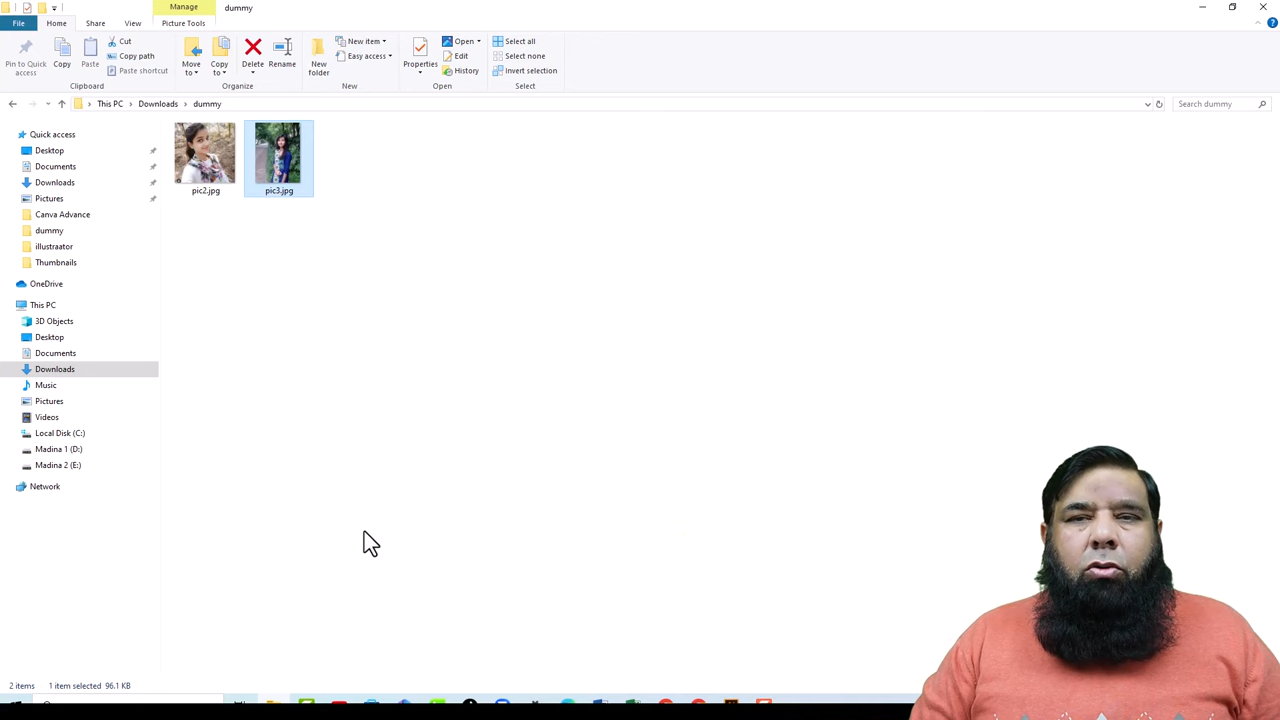 Manage
dummy
File
Home
Share
View
Picture Tools
Pin to Quick access
Copy
Paste
Cut
Copy path
Paste shortcut
Clipboard
Move to
Copy to
Delete
Rename
Organize
New folder
New item
Easy access
New
Properties
Open
Edit
History
Open
Select all
Select none
Invert selection
Select
This PC
Downloads
dummy
Search dummy
Quick access
Desktop
Documents
Downloads
Pictures
Canva Advance
dummy
illustraator
Thumbnails
OneDrive
This PC
3D Objects
Desktop
Documents
Downloads
Music
Pictures
Videos
Local Disk (C:)
Madina 1 (D:)
Madina 2 (E:)
Network
pic2.jpg
pic3.jpg
2 items
1 item selected 96.1 KB